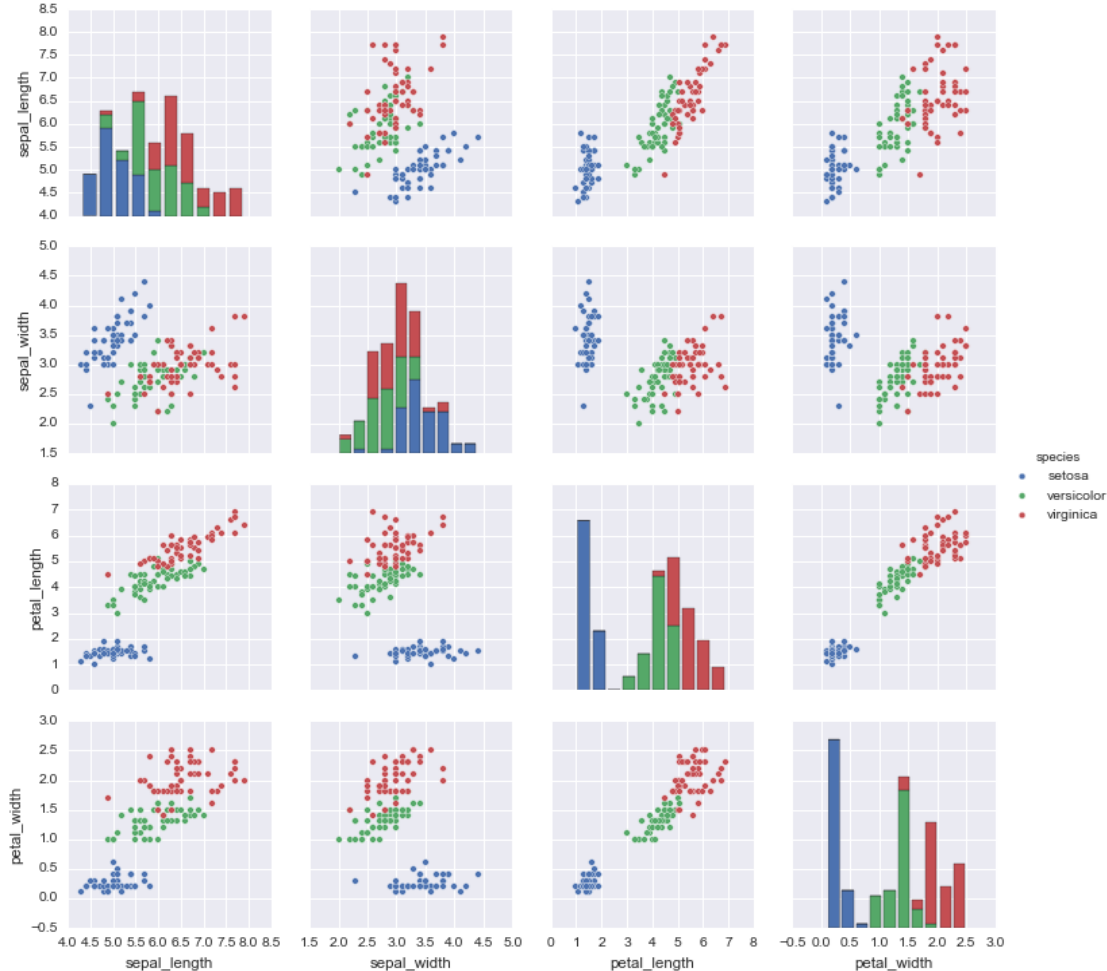 8.5
8.0
7.5
7.0
6.5
6.0
5.5
5.0
4.5
4.0
sepal_length
5.0
4.5
4.0
3.5
3.0
2.5
2.0
1.5
sepal_width
species
setosa
versicolor
virginica
8
7
6
5
4
3
2
1
0
petal_length
3.0
2.5
2.0
1.5
1.0
0.5
0.0
−0.5
petal_width
4.0 4.5 5.0 5.5 6.0 6.5 7.0 7.5 8.0 8.5
1.5 2.0 2.5 3.0 3.5 4.0 4.5 5.0
0 1 2 3 4 5 6 7 8
−0.5 0.0 0.5 1.0 1.5 2.0 2.5 3.0
sepal_length
sepal_width
petal_length
petal_width